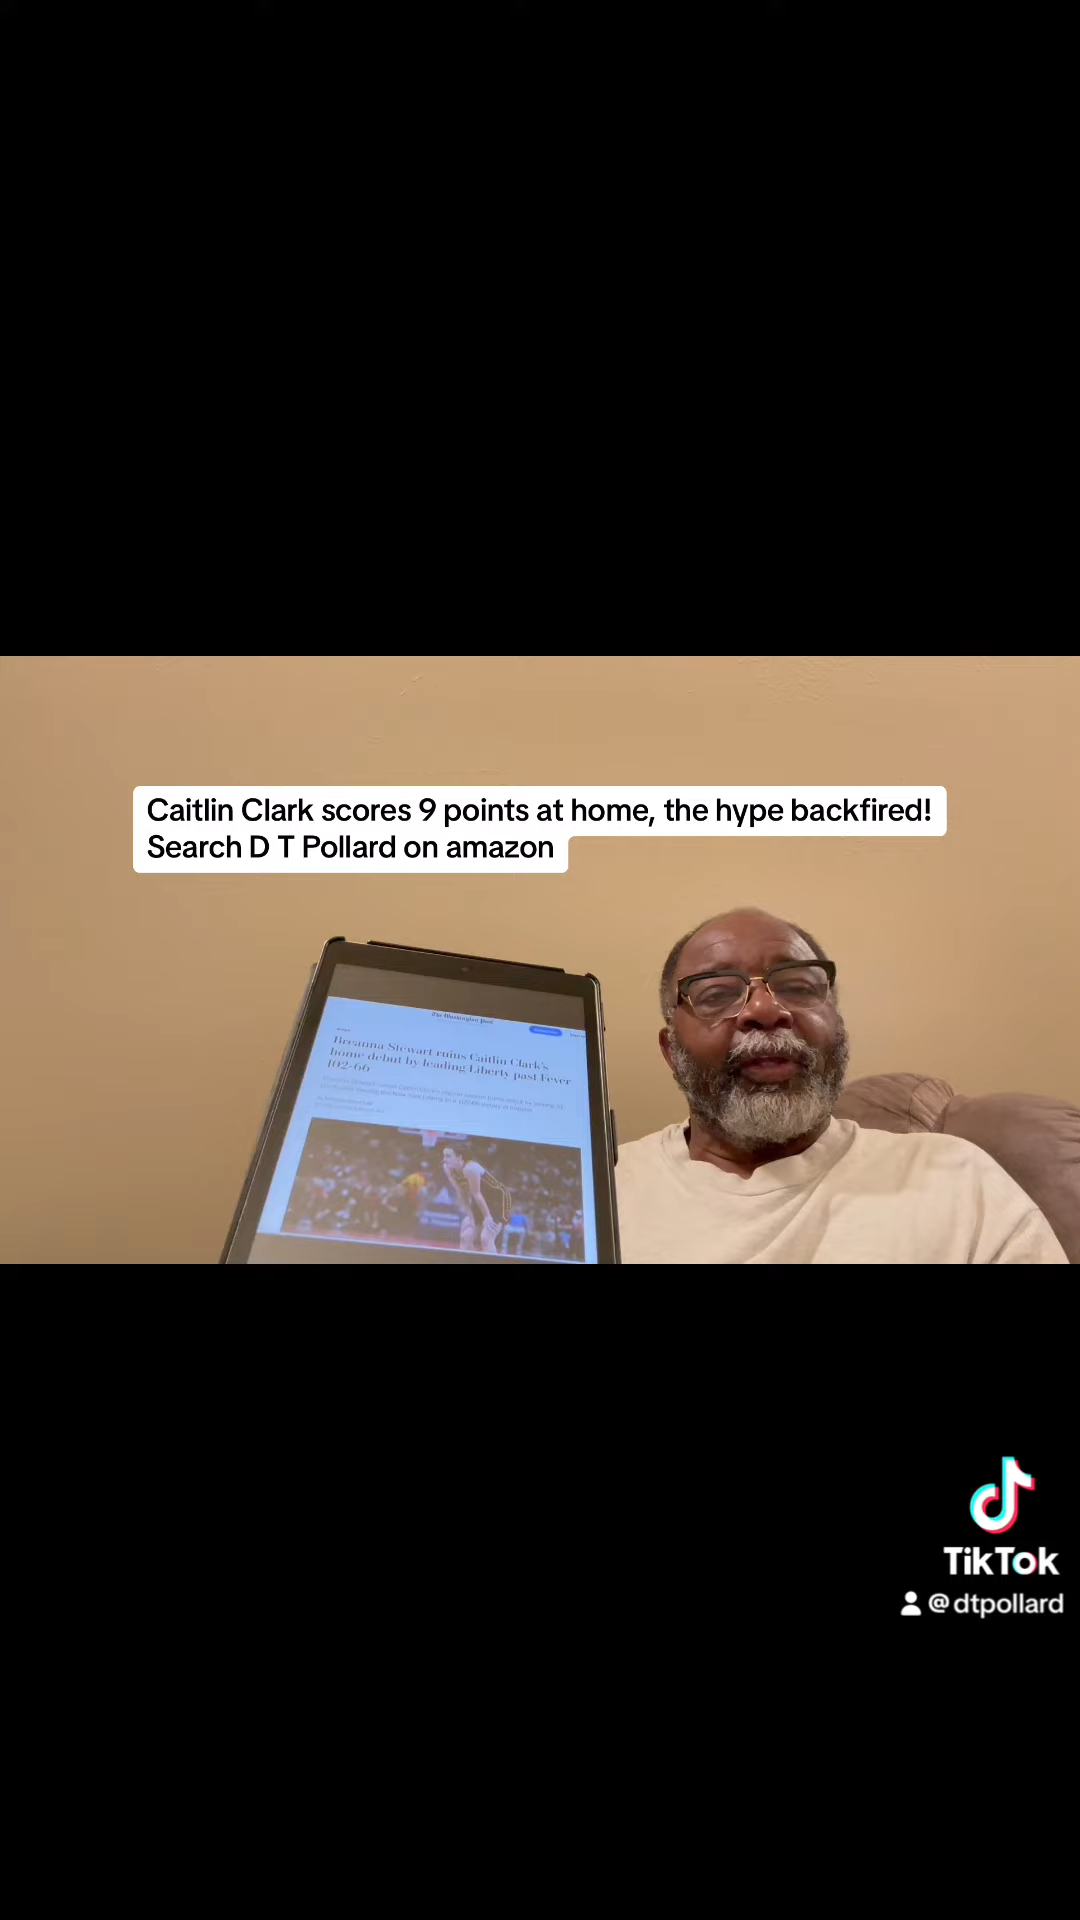 Caitlin Clark scores 9 points at home, the hype backfired!
Search D T Pollard on amazon
The Washington Post
Breanna Stewart ruins Caitlin Clark's
home debut by leading Liberty past Fever
102-66
TikTok
@dtpollard